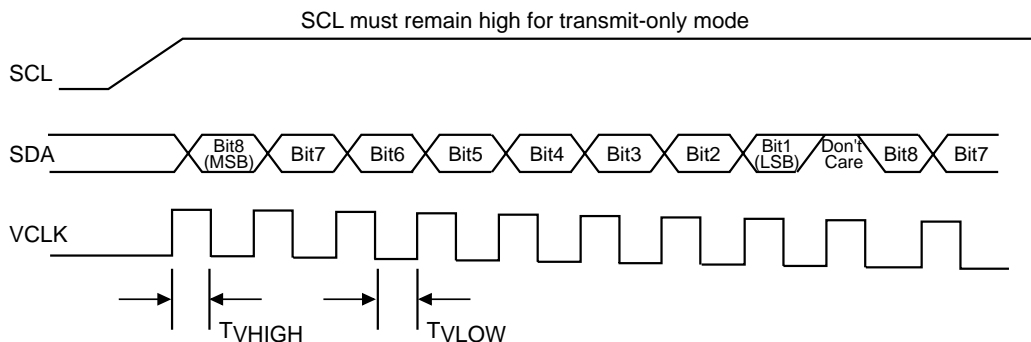 SCL must remain high for transmit-only mode
SCL
SDA
Bit8
(MSB)
Bit7
Bit6
Bit5
Bit4
Bit3
Bit2
Bit1
(LSB)
Don't
Care
Bit8
Bit7
VCLK
TVHIGH
TVLOW